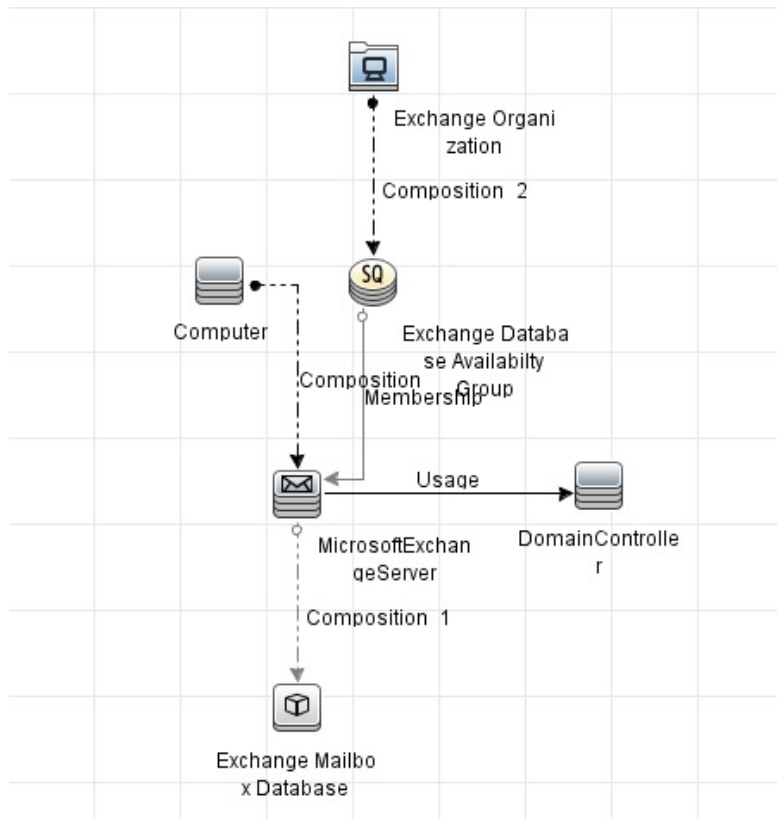 Exchange Organi
zation
Composition 2
SQ
Computer
Exchange Databa
se Availabilty
Group
Composition
Membership
Usage
MicrosoftExchan
geServer
DomainControlle
r
Composition 1
Exchange Mailbo
x Database